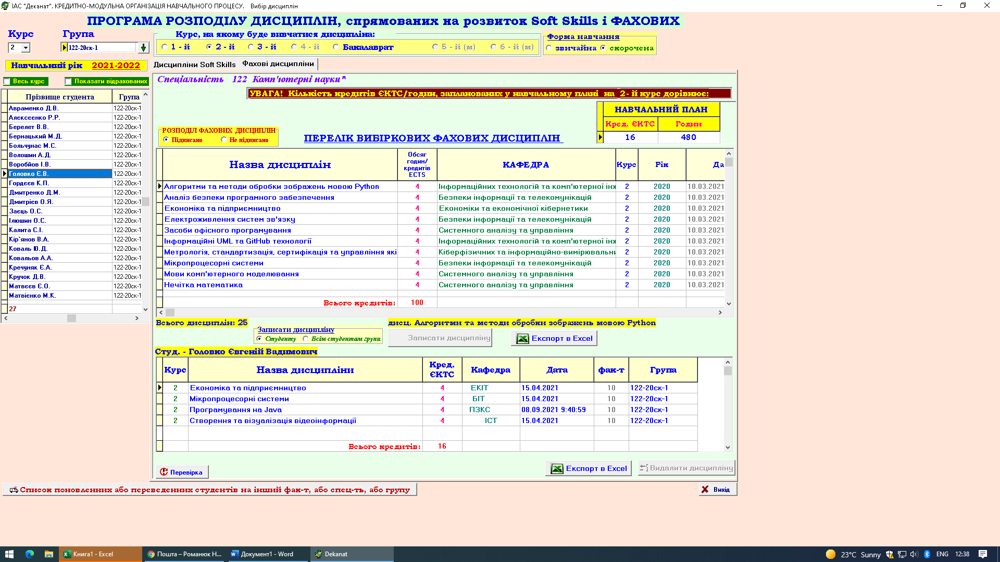 ІАС "Деканат". КРЕДИТНО-МОДУЛЬНА ОРГАНІЗАЦІЯ НАВЧАЛЬНОГО ПРОЦЕСУ.    Вибір дисциплін
ПРОГРАМА РОЗПОДІЛУ ДИСЦИПЛІН, спрямованих на розвиток Soft Skills і ФАХОВИХ
Курс
Група
2
122-20ск-1
Курс, на якому буде вивчатися дисципліна:
1 - й 2 - й 3 - й 4 - й Бакалаврат 5 - й (м) 6 - й (м)
Форма навчання
звичайна скорочена
Навчальний рік 2021-2022
Весь курс Показати відрахованих
Прізвище студента Група
Авраменко Д.В. 122-20ск-1
Алєксєєнко Р.Р. 122-20ск-1
Берелет В.В. 122-20ск-1
Бернацький М.Д. 122-20ск-1
Больчунас М.С. 122-20ск-1
Волошин А.Д. 122-20ск-1
Воробйов І.В. 122-20ск-1
Головко Є.В. 122-20ск-1
Гордєєв К.П. 122-20ск-1
Дмитренко Д.М. 122-20ск-1
Дмитрієв О.Я. 122-20ск-1
Заєць О.С. 122-20ск-1
Ілюшин О.С. 122-20ск-1
Калита С.І. 122-20ск-1
Кір`янов В.А. 122-20ск-1
Коваль Ю.Д. 122-20ск-1
Ковальов А.А. 122-20ск-1
Кречуняк Є.А. 122-20ск-1
Кручок Д.В. 122-20ск-1
Матвєєв Є.О. 122-20ск-1
Матвієнко М.К. 122-20ск-1
27
Дисципліни Soft Skills Фахові дисципліни
Спеціальність 122 Комп'ютерні науки*
УВАГА! Кількість кредитів ЄКТС/годин, запланованих у навчальному плані на 2- й курс дорівнює:
НАВЧАЛЬНИЙ ПЛАН
Кред. ЄКТС Годин
16 480
РОЗПОДІЛ ФАХОВИХ ДИСЦИПЛІН
Підписано Не підписано
ПЕРЕЛІК ВИБІРКОВИХ ФАХОВИХ ДИСЦИПЛІН
Назва дисциплін Обсяг годин/ кредитів ECTS КАФЕДРА Курс Рік Да
Алгоритми та методи обробки зображень мовою Python 4 Інформаційних технологій та комп'ютерної інж 2 2020 10.03.2021
Аналіз безпеки програмного забезпечення 4 Безпеки інформації та телекомунікацій 2 2020 10.03.2021
Економіка та підприємництво 4 Економіки та економічної кібернетики 2 2020 10.03.2021
Електроживлення систем зв'язку 4 Безпеки інформації та телекомунікацій 2 2020 10.03.2021
Засоби офісного програмування 4 Системного аналізу та управління 2 2020 10.03.2021
Інформаційні UML та GitHub технології 4 Інформаційних технологій та комп'ютерної інж 2 2020 10.03.2021
Метрологія, стандартизація, сертифікація та управління які 4 Кіберфізичних та інформаційно-вимірювальни 2 2020 10.03.2021
Мікропроцесорні системи 4 Безпеки інформації та телекомунікацій 2 2020 10.03.2021
Мови комп'ютерного моделювання 4 Системного аналізу та управління 2 2020 10.03.2021
Нечітка математика 4 Системного аналізу та управління 2 2020 10.03.2021
Всього кредитів: 100
Всього дисциплін: 25
дисц. Алгоритми та методи обробки зображень мовою Python
Записати дисципліну
Студенту Всім студентам групи
Записати дисципліну
Експорт в Excel
Студ. - Головко Євгеній Вадимович
Курс Назва дисципліни Кред. ЄКТС Кафедра Дата фак-т Група
2 Економіка та підприємництво 4 ЕКІТ 15.04.2021 10 122-20ск-1
2 Мікропроцесорні системи 4 БІТ 15.04.2021 10 122-20ск-1
2 Програмування на Java 4 ПЗКС 08.09.2021 9:40:59 10 122-20ск-1
2 Створення та візуалізація відеоінформації 4 ІСТ 15.04.2021 10 122-20ск-1
Всього кредитів: 16
Перевірка
Експорт в Excel
Видалити дисципліну
Список поновленних або переведенних студентів на інший фак-т, або спец-ть, або групу
Вихід
Книга1 - Excel
Пошта – Романюк Н...
Документ1 - Word
Dekanat
23°C Sunny
ENG
12:38